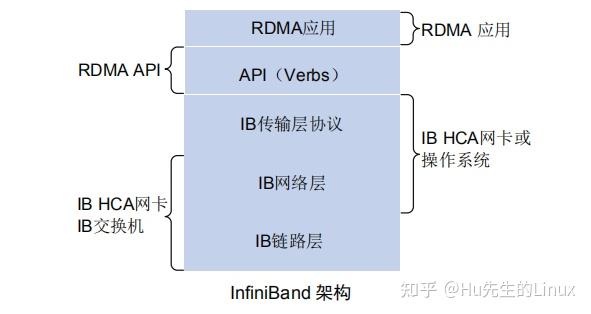 RDMA应用
RDMA 应用
RDMA API
API（Verbs）
IB传输层协议
IB HCA网卡或
操作系统
IB网络层
IB HCA网卡
IB交换机
IB链路层
InfiniBand 架构
知乎 @Hu先生的Linux